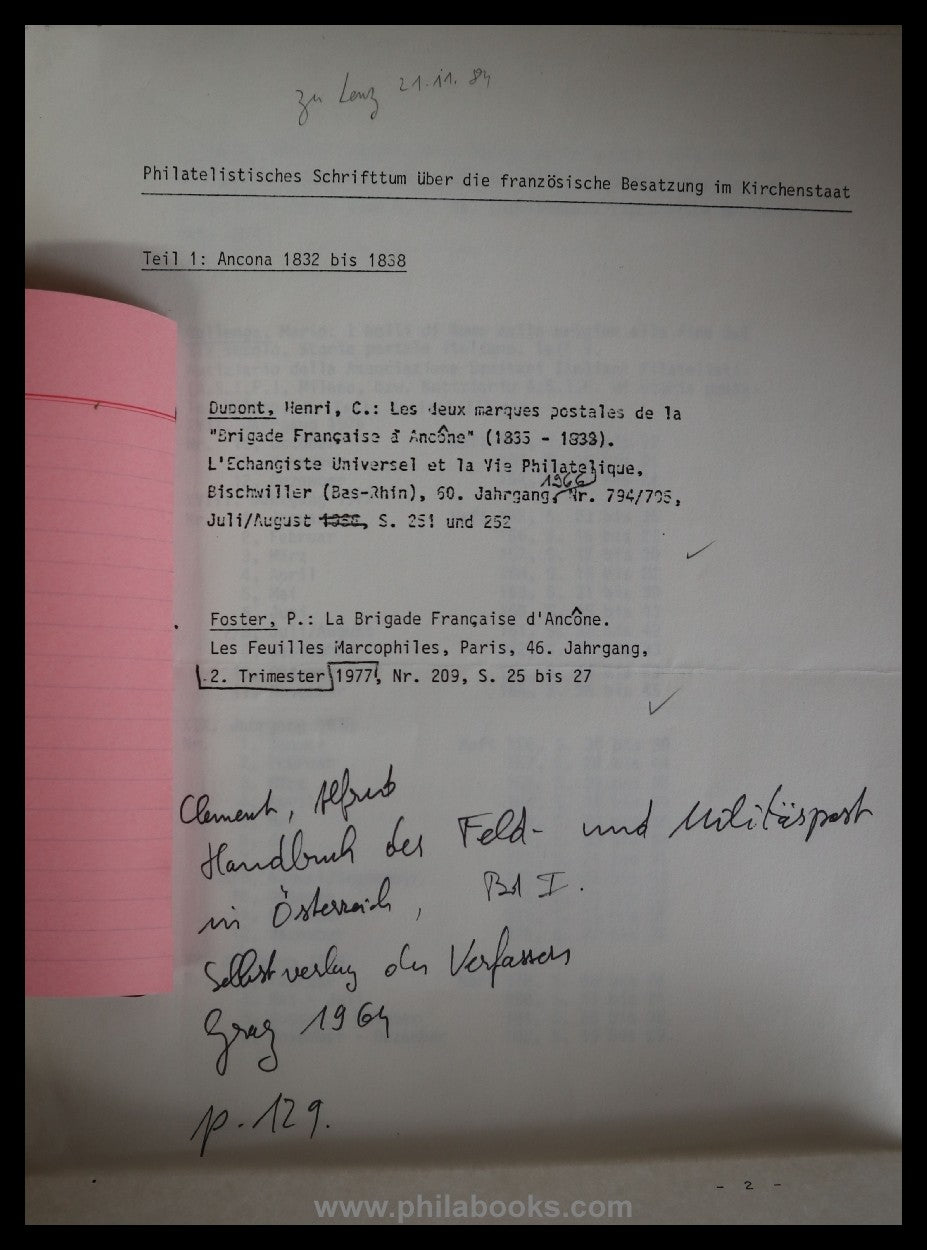 zu Lenz 21.11.84
Philatelistisches Schrifttum über die französische Besatzung im Kirchenstaat
Teil 1: Ancona 1832 bis 1838
Dupont, Henri, C.: Les deux marques postales de la
"Brigade Française à Ancône" (1835 - 1838).
L'Echangiste Universel et la Vie Philatélique,
1966
Bischwiller (Bas-Rhin), 60. Jahrgang, Nr. 794/795,
Juli/August 1966, S. 251 und 252
Foster, P.: La Brigade Française d'Ancône.
Les Feuilles Marcophiles, Paris, 46. Jahrgang,
2. Trimester 1977, Nr. 209, S. 25 bis 27
Clement, Alfred
Handbuch der Feld- und Militärpost
in Österreich, Bd I.
Selbstverlag des Verfassers
Graz 1964
p. 129.
- 2 -
www.philabooks.com